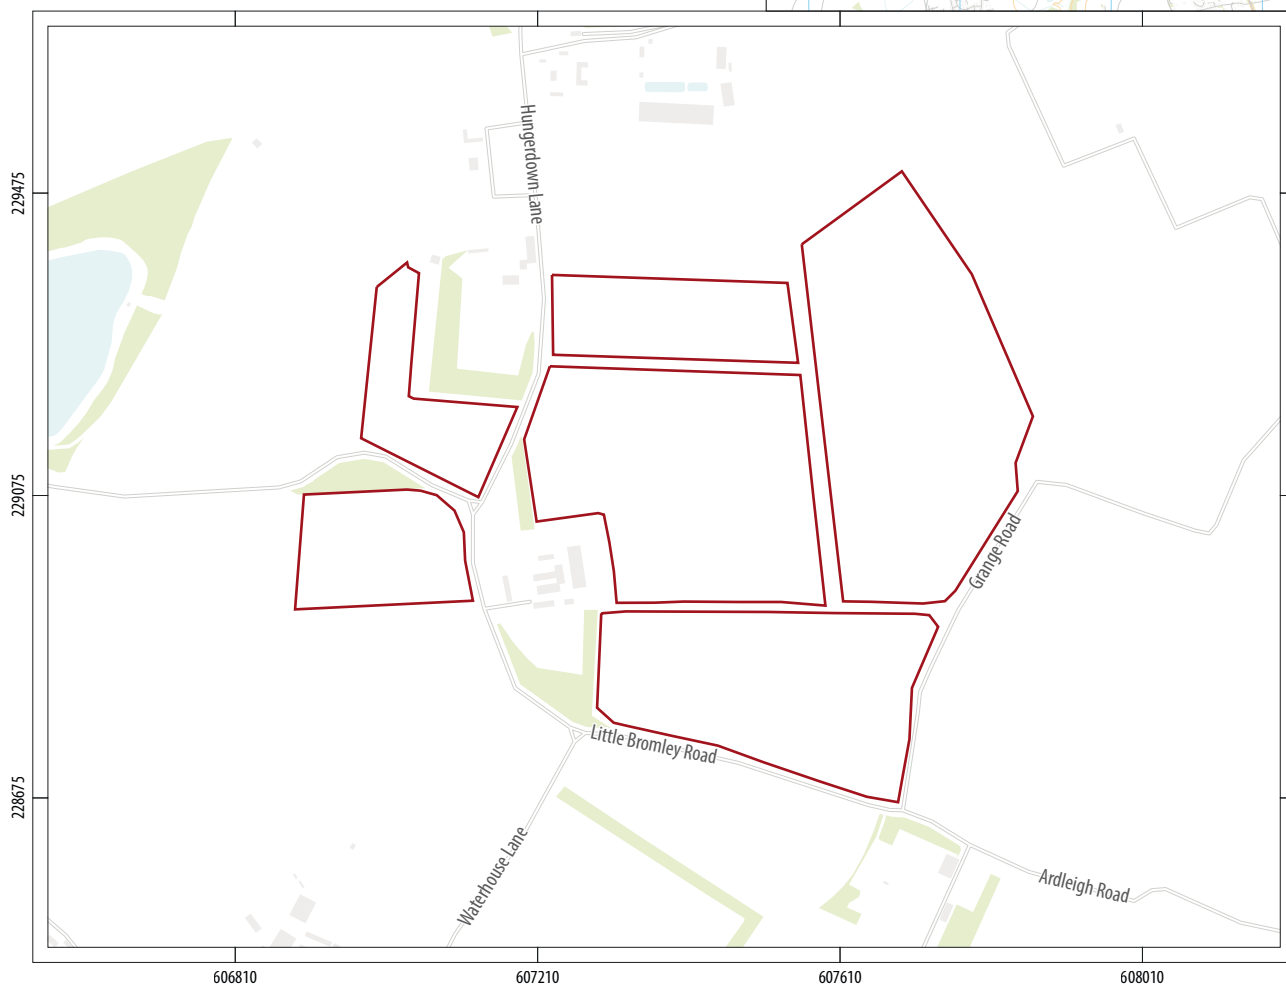 Hungerdown Lane
229475
229075
Grange Road
Little Bromley Road
228675
Waterhouse Lane
Ardleigh Road
606810
607210
607610
608010